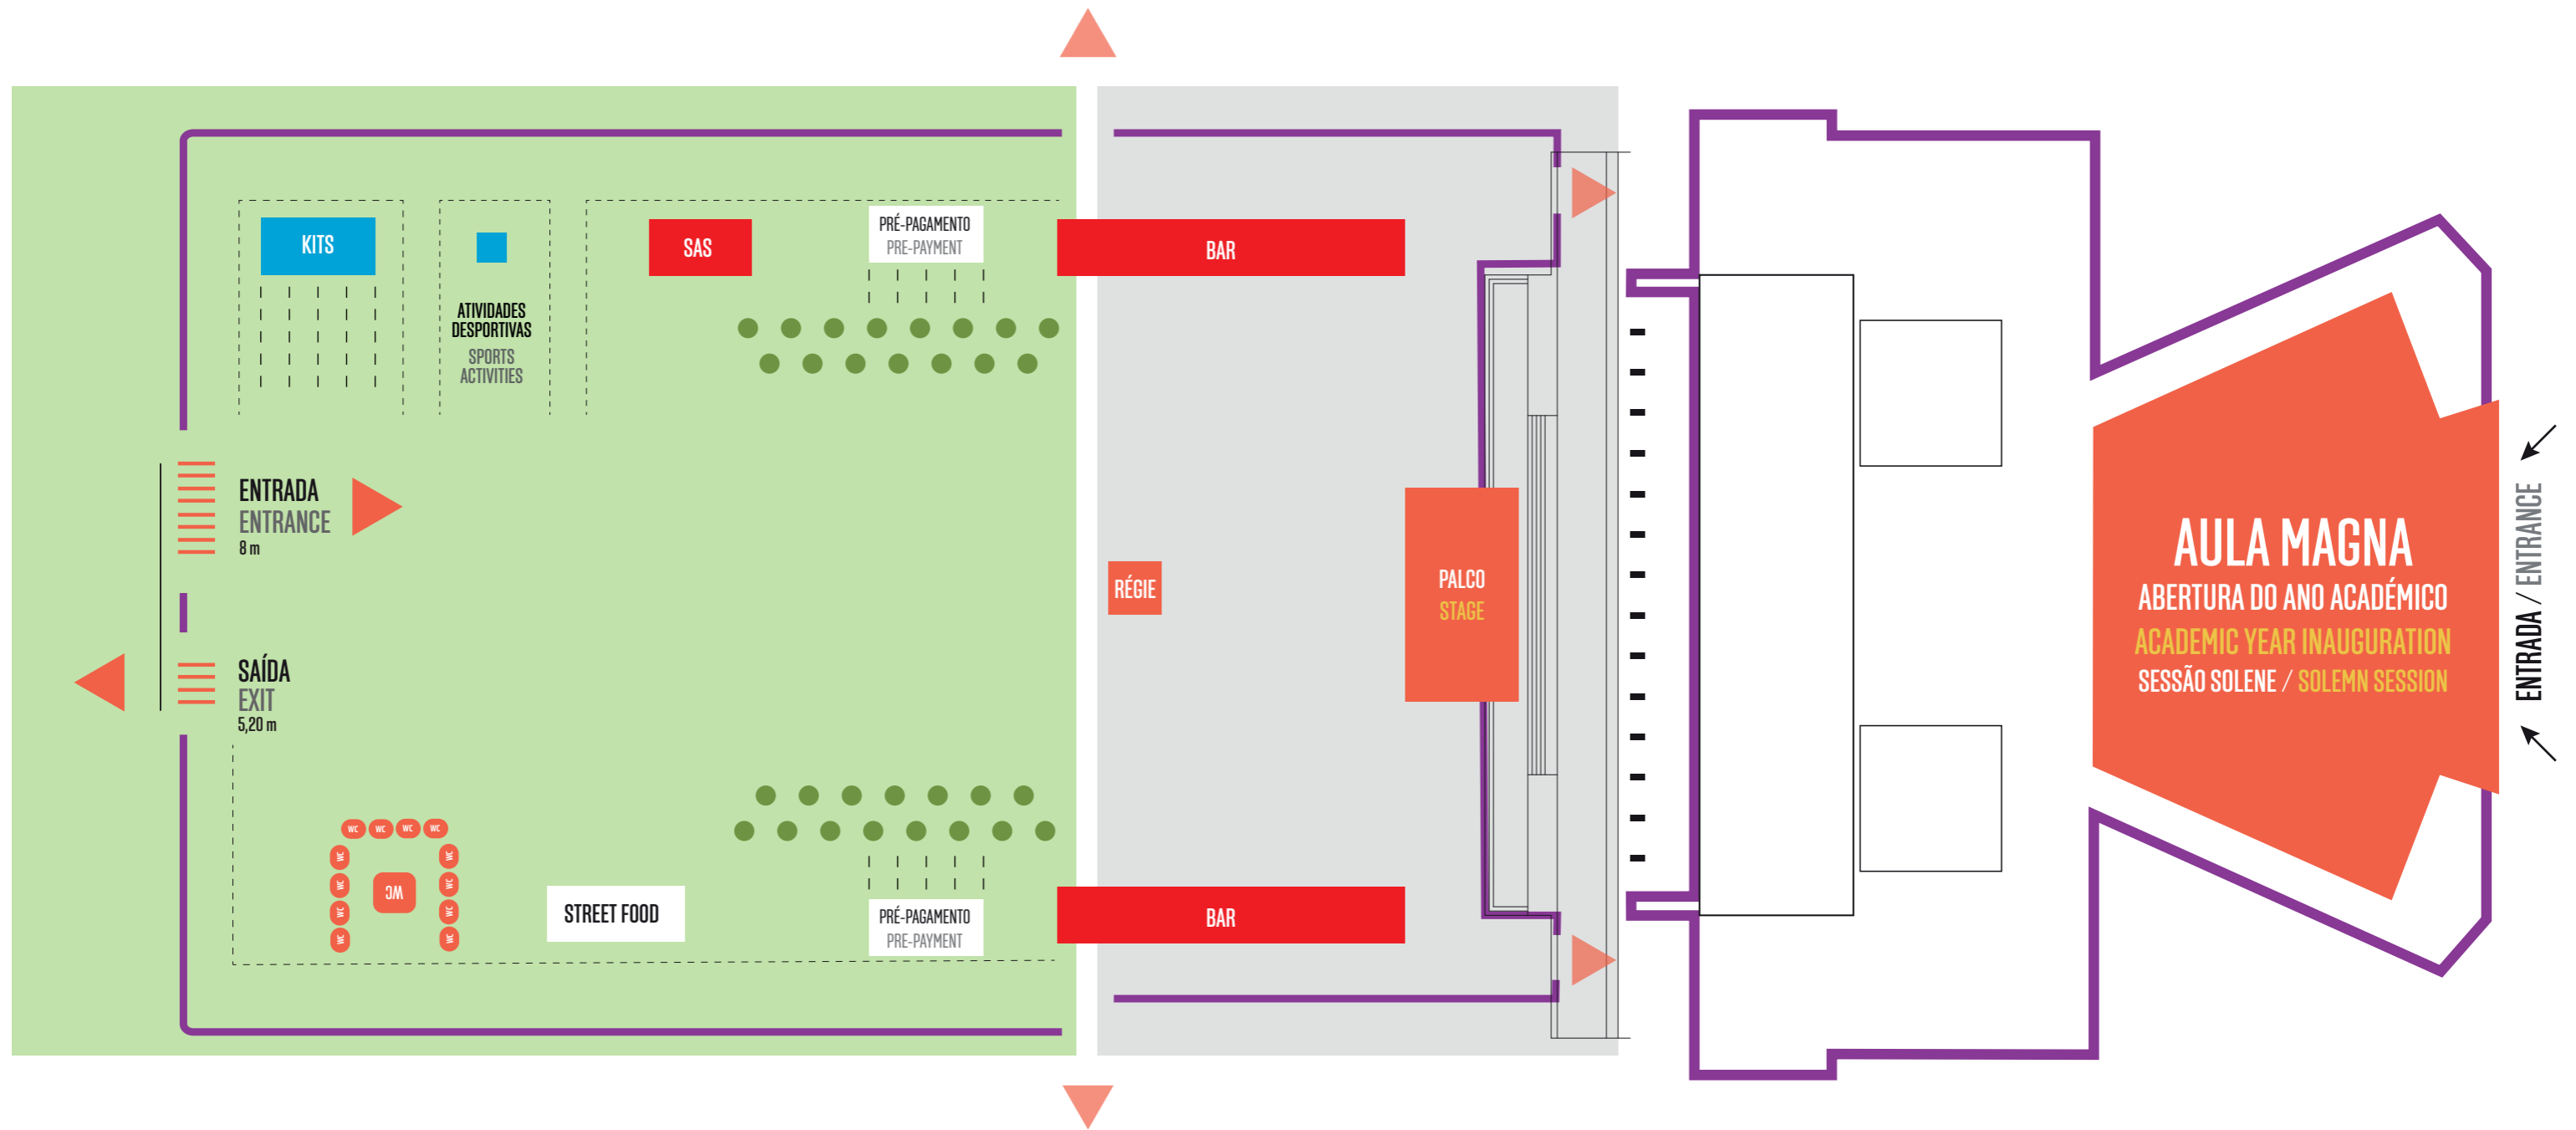 KITS
ATIVIDADES
DESPORTIVAS
SPORTS
ACTIVITIES
SAS
PRÉ-PAGAMENTO
PRE-PAYMENT
BAR
ENTRADA
ENTRANCE
8 m
SAÍDA
EXIT
5,20 m
RÉGIE
PALCO
STAGE
AULA MAGNA
ABERTURA DO ANO ACADÉMICO
ACADEMIC YEAR INAUGURATION
SESSÃO SOLENE / SOLEMN SESSION
ENTRADA / ENTRANCE
WC WC WC WC
WC
WC
WC
WC
WC
WC
WC
WC
WC
STREET FOOD
PRÉ-PAGAMENTO
PRE-PAYMENT
BAR